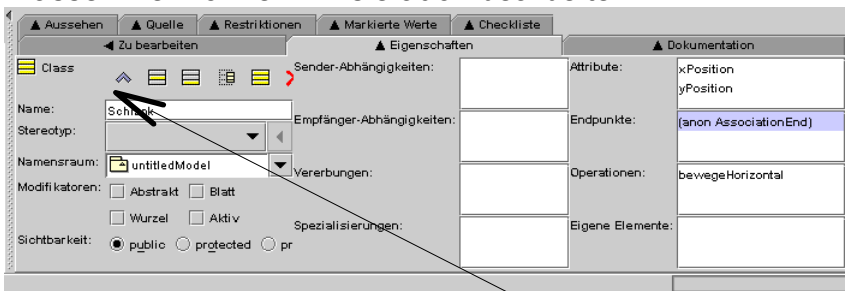 ▲ Aussehen ▲ Quelle ▲ Restriktionen ▲ Markierte Werte ▲ Checkliste
◀ Zu bearbeiten ▲ Eigenschaften ▲ Dokumentation
Class
Name:
Stereotyp:
Namensraum: untitledModel
Modifikatoren: Abstrakt Blatt
Wurzel Aktiv
Sichtbarkeit: public protected pr
Sender-Abhängigkeiten:
Empfänger-Abhängigkeiten:
Vererbungen:
Spezialisierungen:
Attribute: xPosition
yPosition
Endpunkte: (anon AssociationEnd)
Operationen: bewegeHorizontal
Eigene Elemente: